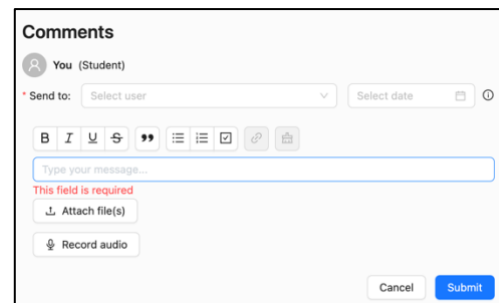 Comments
You (Student)
* Send to: Select user Select date
B I U S
Type your message...
This field is required
Attach file(s)
Record audio
Cancel Submit